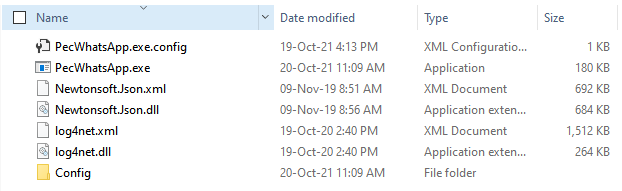 Name Date modified Type Size
PecWhatsApp.exe.config 19-Oct-21 4:13 PM XML Configuratio... 1 KB
PecWhatsApp.exe 20-Oct-21 11:09 AM Application 180 KB
Newtonsoft.Json.xml 09-Nov-19 8:51 AM XML Document 692 KB
Newtonsoft.Json.dll 09-Nov-19 8:56 AM Application exten... 684 KB
log4net.xml 19-Oct-20 2:40 PM XML Document 1,512 KB
log4net.dll 19-Oct-20 2:40 PM Application exten... 264 KB
Config 20-Oct-21 11:09 AM File folder